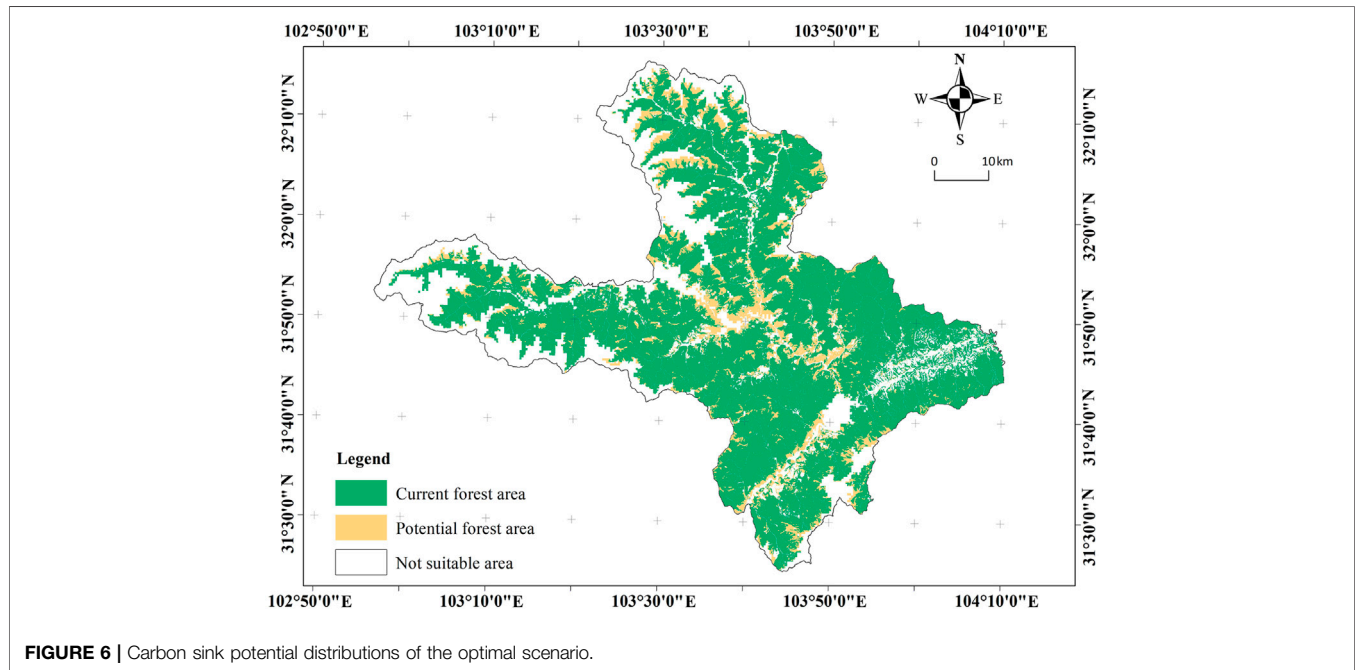 102°50'0"E 103°10'0"E 103°30'0"E 103°50'0"E 104°10'0"E
N
W E
S
0 10 km
32°10'0" N
32°0'0" N
31°50'0" N
31°40'0" N
31°30'0" N
32°10'0" N
32°0'0" N
31°50'0" N
31°40'0" N
31°30'0" N
Legend
Current forest area
Potential forest area
Not suitable area
102°50'0"E 103°10'0"E 103°30'0"E 103°50'0"E 104°10'0"E
FIGURE 6 | Carbon sink potential distributions of the optimal scenario.